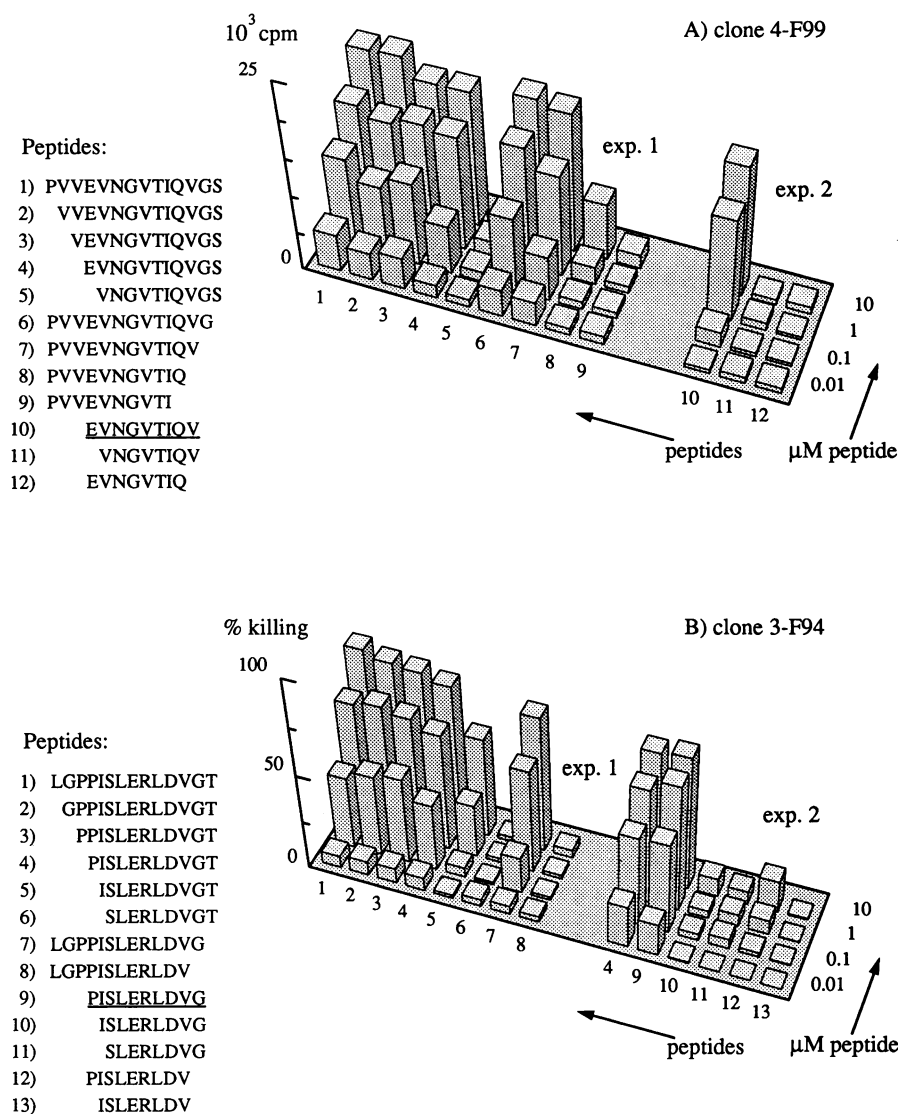 10³ cpm
A) clone 4-F99
25
0
exp. 1
exp. 2
Peptides:
1) PVVEVNGVTIQVGS
2) VVEVNGVTIQVGS
3) VEVNGVTIQVGS
4) EVNGVTIQVGS
5) VNGVTIQVGS
6) PVVEVNGVTIQVG
7) PVVEVNGVTIQV
8) PVVEVNGVTIQ
9) PVVEVNGVTI
10) EVNGVTIQV
11) VNGVTIQV
12) EVNGVTIQ
1 2 3 4 5 6 7 8 9 10 11 12
10
1
0.1
0.01
peptides
µM peptide
% killing
B) clone 3-F94
100
50
0
exp. 1
exp. 2
Peptides:
1) LGPPISLERLDVGT
2) GPPISLERLDVGT
3) PPISLERLDVGT
4) PISLERLDVGT
5) ISLERLDVGT
6) SLERLDVGT
7) LGPPISLERLDVG
8) LGPPISLERLDV
9) PISLERLDVG
10) ISLERLDVG
11) SLERLDVG
12) PISLERLDV
13) ISLERLDV
1 2 3 4 5 6 7 8 4 9 10 11 12 13
10
1
0.1
0.01
peptides
µM peptide